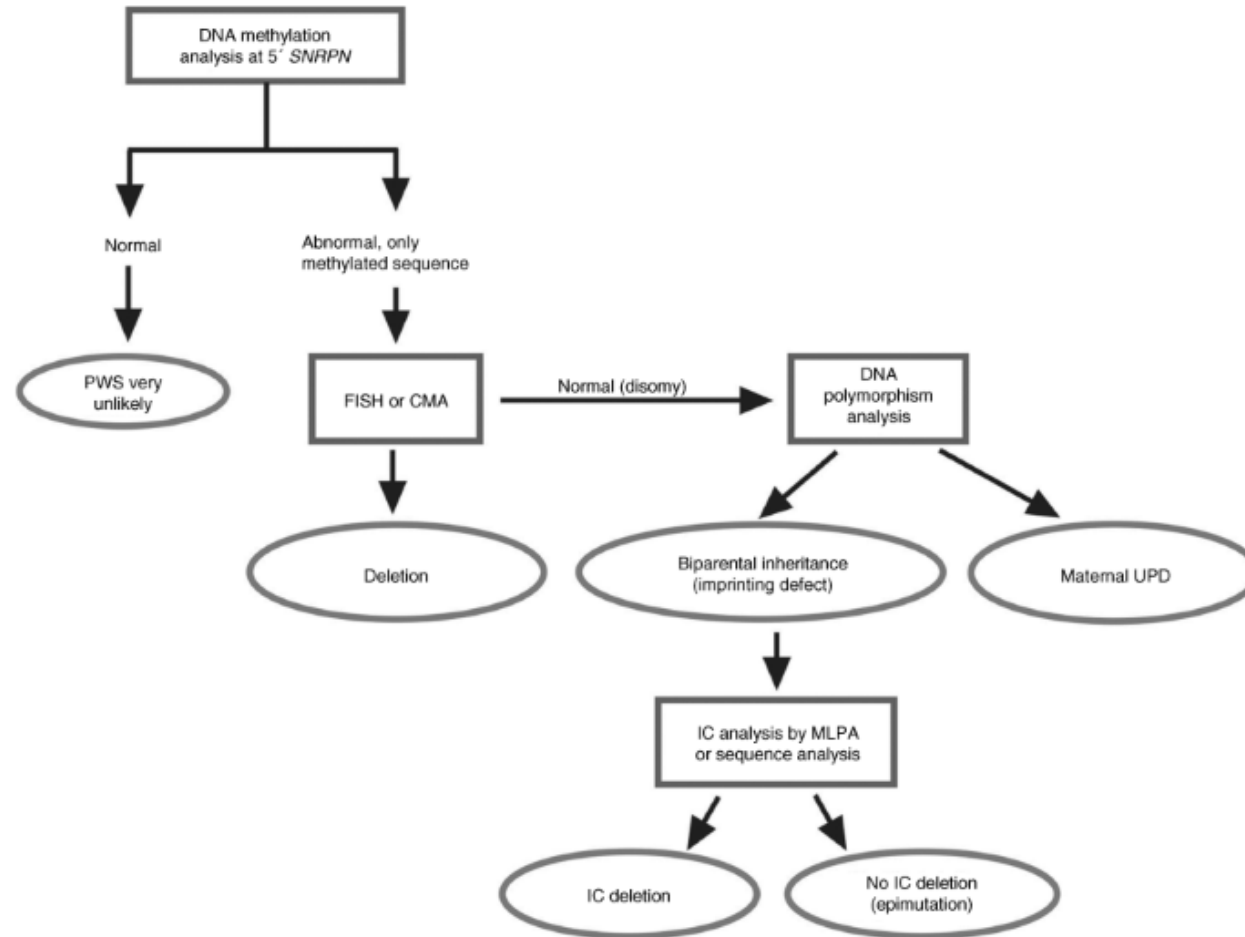 DNA methylation
analysis at 5´ SNRPN
Normal
Abnormal, only
methylated sequence
PWS very
unlikely
FISH or CMA
Normal (disomy)
DNA
polymorphism
analysis
Deletion
Biparental inheritance
(imprinting defect)
Maternal UPD
IC analysis by MLPA
or sequence analysis
IC deletion
No IC deletion
(epimutation)